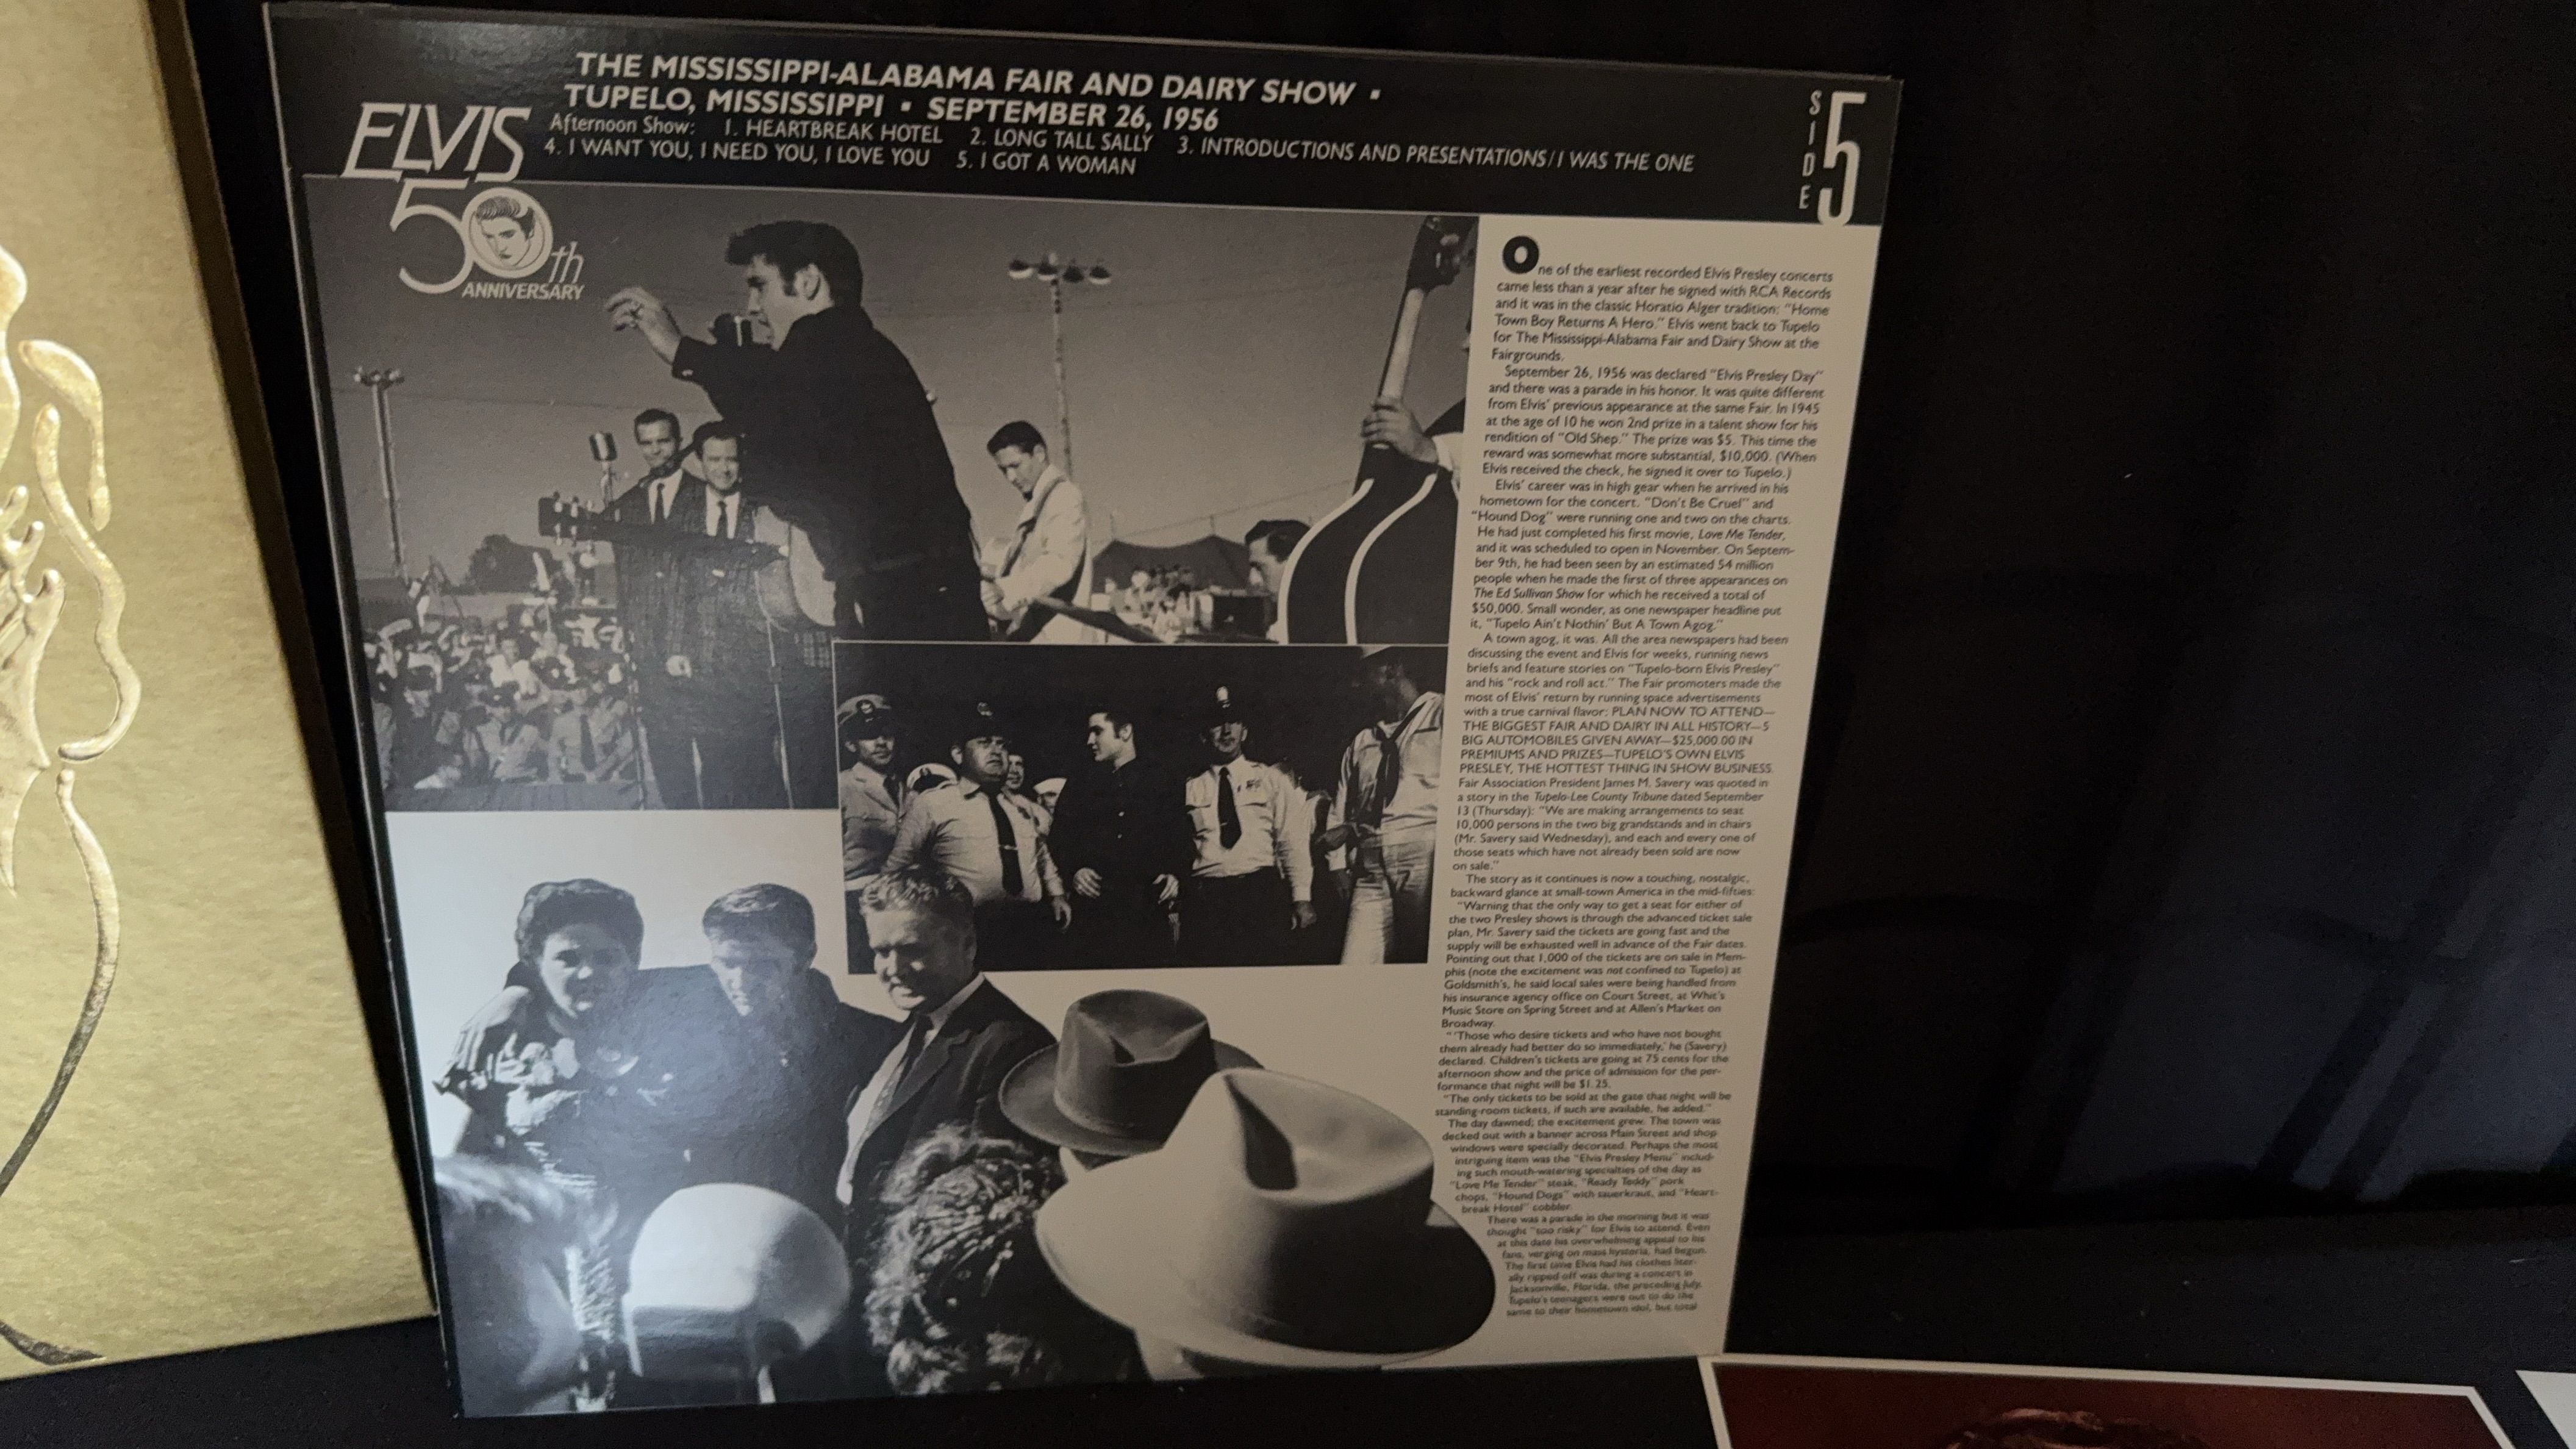 THE MISSISSIPPI-ALABAMA FAIR AND DAIRY SHOW ▪
TUPELO, MISSISSIPPI ▪ SEPTEMBER 26, 1956
Afternoon Show: 1. HEARTBREAK HOTEL 2. LONG TALL SALLY 3. INTRODUCTIONS AND PRESENTATIONS/I WAS THE ONE
4. I WANT YOU, I NEED YOU, I LOVE YOU 5. I GOT A WOMAN
SIDE 5
ELVIS
50th
ANNIVERSARY
One of the earliest recorded Elvis Presley concerts
came less than a year after he signed with RCA Records
and it was in the classic Horatio Alger tradition: "Home
Town Boy Returns A Hero." Elvis went back to Tupelo
for The Mississippi-Alabama Fair and Dairy Show at the
Fairgrounds.
September 26, 1956 was declared "Elvis Presley Day"
and there was a parade in his honor. It was quite different
from Elvis' previous appearance at the same Fair. In 1945
at the age of 10 he won 2nd prize in a talent show for his
rendition of "Old Shep." The prize was $5. This time the
reward was somewhat more substantial, $10,000. (When
Elvis received the check, he signed it over to Tupelo.)
Elvis' career was in high gear when he arrived in his
hometown for the concert. "Don't Be Cruel" and
"Hound Dog" were running one and two on the charts.
He had just completed his first movie, Love Me Tender,
and it was scheduled to open in November. On Septem-
ber 9th, he had been seen by an estimated 54 million
people when he made the first of three appearances on
The Ed Sullivan Show for which he received a total of
$50,000. Small wonder, as one newspaper headline put
it, "Tupelo Ain't Nothin' But A Town Agog."
A town agog, it was. All the area newspapers had been
discussing the event and Elvis for weeks, running news
briefs and feature stories on "Tupelo-born Elvis Presley"
and his "rock and roll act." The Fair promoters made the
most of Elvis' return by running space advertisements
with a true carnival flavor: PLAN NOW TO ATTEND—
THE BIGGEST FAIR AND DAIRY IN ALL HISTORY—5
BIG AUTOMOBILES GIVEN AWAY—$25,000.00 IN
PREMIUMS AND PRIZES—TUPELO'S OWN ELVIS
PRESLEY, THE HOTTEST THING IN SHOW BUSINESS.
Fair Association President James M. Savery was quoted in
a story in the Tupelo-Lee County Tribune dated September
13 (Thursday): "We are making arrangements to seat
10,000 persons in the two big grandstands and in chairs
(Mr. Savery said Wednesday), and each and every one of
those seats which have not already been sold are now
on sale."
The story as it continues is now a touching, nostalgic,
backward glance at small-town America in the mid-fifties:
"Warning that the only way to get a seat for either of
the two Presley shows is through the advanced ticket sale
plan, Mr. Savery said the tickets are going fast and the
supply will be exhausted well in advance of the Fair dates.
Pointing out that 1,000 of the tickets are on sale in Mem-
phis (note the excitement was not confined to Tupelo) at
Goldsmith's, he said local sales were being handled from
his insurance agency office on Court Street, at Whit's
Music Store on Spring Street and at Allen's Market on
Broadway.
"'Those who desire tickets and who have not bought
them already had better do so immediately,' he (Savery)
declared. Children's tickets are going at 75 cents for the
afternoon show and the price of admission for the per-
formance that night will be $1.25.
"The only tickets to be sold at the gate that night will be
standing-room tickets, if such are available, he added."
The day dawned; the excitement grew. The town was
decked out with a banner across Main Street and shop
windows were specially decorated. Perhaps the most
intriguing item was the "Elvis Presley Menu" includ-
ing such mouth-watering specialties of the day as
"Love Me Tender" steak, "Ready Teddy" pork
chops, "Hound Dogs" with sauerkraut, and "Heart-
break Hotel" cobbler.
There was a parade in the morning but it was
thought "too risky" for Elvis to attend. Even
at this date his overwhelming appeal to his
fans, verging on mass hysteria, had begun.
The first time Elvis had his clothes liter-
ally ripped off was during a concert in
Jacksonville, Florida, the preceding July.
Tupelo's teenagers were out to do the
same to their hometown idol, but total